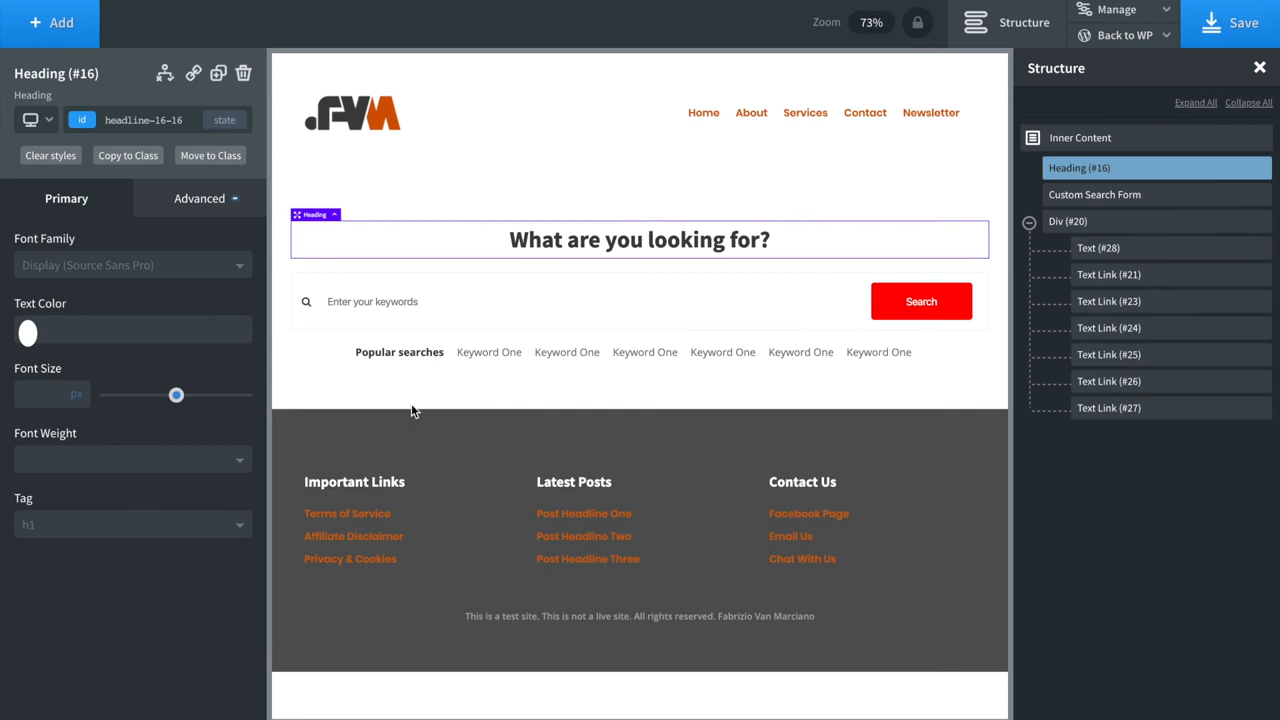 + Add
Zoom 73%
Structure
Manage
Back to WP
Save
Heading (#16)
Heading
id headline-16-16 state
Clear styles Copy to Class Move to Class
Primary Advanced
Font Family
Display (Source Sans Pro)
Text Color
Font Size
px
Font Weight
Tag
h1
.FVM
Home About Services Contact Newsletter
Heading
What are you looking for?
Enter your keywords Search
Popular searches Keyword One Keyword One Keyword One Keyword One Keyword One Keyword One
Important Links
Terms of Service
Affiliate Disclaimer
Privacy & Cookies
Latest Posts
Post Headline One
Post Headline Two
Post Headline Three
Contact Us
Facebook Page
Email Us
Chat With Us
This is a test site. This is not a live site. All rights reserved. Fabrizio Van Marciano
Structure
Expand All Collapse All
Inner Content
Heading (#16)
Custom Search Form
Div (#20)
Text (#28)
Text Link (#21)
Text Link (#23)
Text Link (#24)
Text Link (#25)
Text Link (#26)
Text Link (#27)